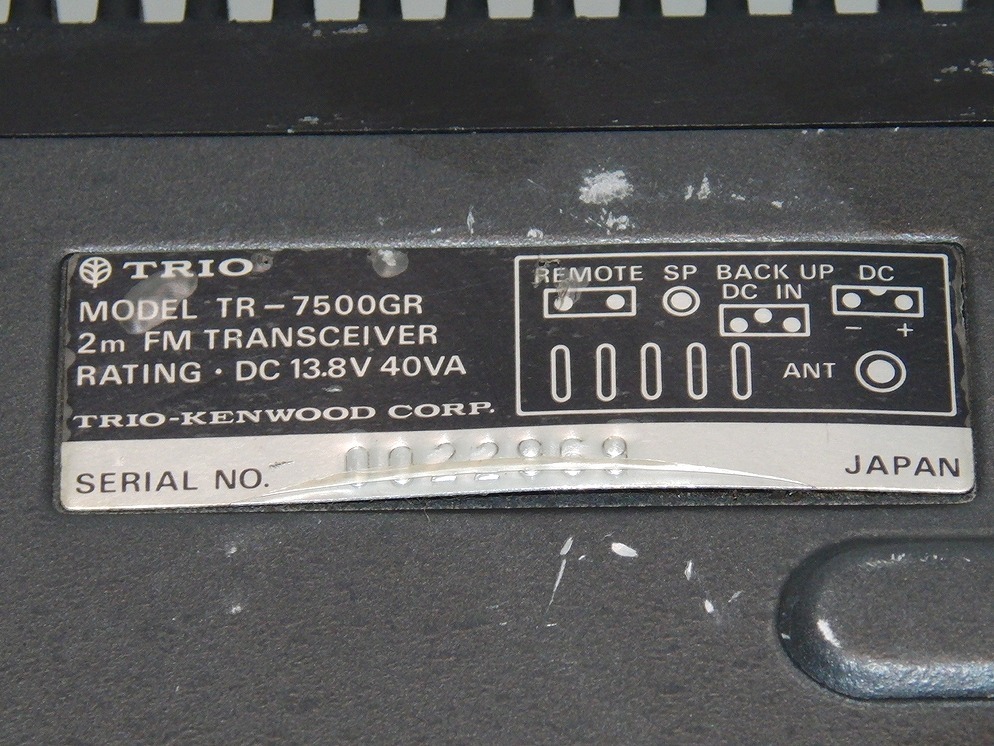 TRIO
MODEL TR-7500GR
2m FM TRANSCEIVER
RATING · DC 13.8V 40VA
TRIO-KENWOOD CORP.
REMOTE SP BACK UP DC
DC IN
- +
ANT
SERIAL NO.
JAPAN